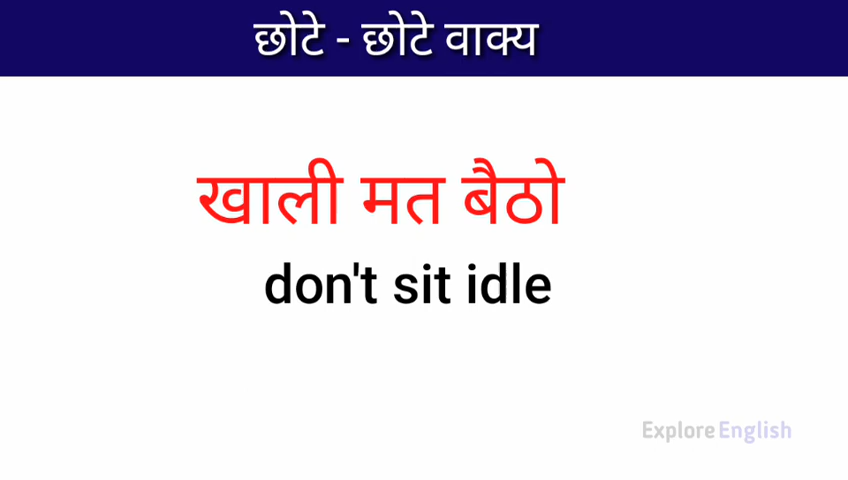 छोटे - छोटे वाक्य
खाली मत बैठो
don't sit idle
Explore English